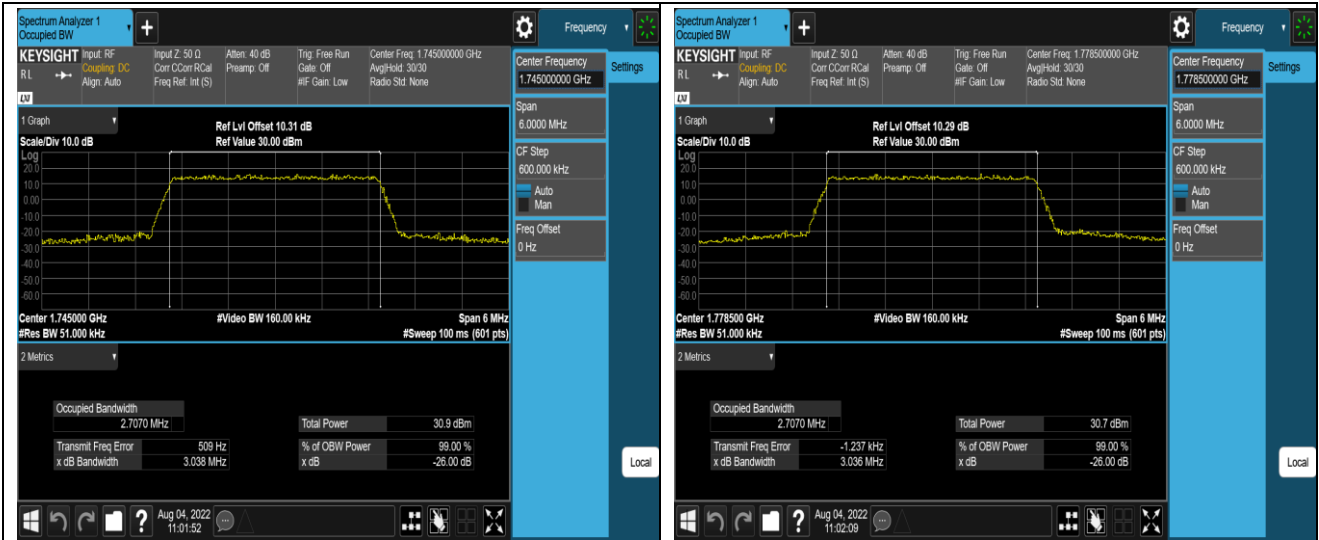 Spectrum Analyzer 1
Occupied BW
+
Frequency
KEYSIGHT
Input: RF
Input Z: 50 Ω
Atten: 40 dB
Trig: Free Run
Center Freq: 1.745000000 GHz
RL
Coupling: DC
Corr CCorr RCal
Preamp: Off
Gate: Off
Avg|Hold: 30/30
Align: Auto
Freq Ref: Int (S)
#IF Gain: Low
Radio Std: None
LXI
Center Frequency
1.745000000 GHz
Settings
Span
6.0000 MHz
CF Step
600.000 kHz
Auto
Man
Freq Offset
0 Hz
1 Graph
Ref Lvl Offset 10.31 dB
Scale/Div 10.0 dB
Ref Value 30.00 dBm
Log
20.0
10.0
0.00
-10.0
-20.0
-30.0
-40.0
-50.0
-60.0
Center 1.745000 GHz
#Video BW 160.00 kHz
Span 6 MHz
#Res BW 51.000 kHz
#Sweep 100 ms (601 pts)
2 Metrics
Occupied Bandwidth
2.7070 MHz
Total Power
30.9 dBm
Transmit Freq Error
509 Hz
% of OBW Power
99.00 %
x dB Bandwidth
3.038 MHz
x dB
-26.00 dB
Local
?
Aug 04, 2022
11:01:52
Spectrum Analyzer 1
Occupied BW
+
Frequency
KEYSIGHT
Input: RF
Input Z: 50 Ω
Atten: 40 dB
Trig: Free Run
Center Freq: 1.778500000 GHz
RL
Coupling: DC
Corr CCorr RCal
Preamp: Off
Gate: Off
Avg|Hold: 30/30
Align: Auto
Freq Ref: Int (S)
#IF Gain: Low
Radio Std: None
LXI
Center Frequency
1.778500000 GHz
Settings
Span
6.0000 MHz
CF Step
600.000 kHz
Auto
Man
Freq Offset
0 Hz
1 Graph
Ref Lvl Offset 10.29 dB
Scale/Div 10.0 dB
Ref Value 30.00 dBm
Log
20.0
10.0
0.00
-10.0
-20.0
-30.0
-40.0
-50.0
-60.0
Center 1.778500 GHz
#Video BW 160.00 kHz
Span 6 MHz
#Res BW 51.000 kHz
#Sweep 100 ms (601 pts)
2 Metrics
Occupied Bandwidth
2.7070 MHz
Total Power
30.7 dBm
Transmit Freq Error
-1.237 kHz
% of OBW Power
99.00 %
x dB Bandwidth
3.036 MHz
x dB
-26.00 dB
Local
?
Aug 04, 2022
11:02:09